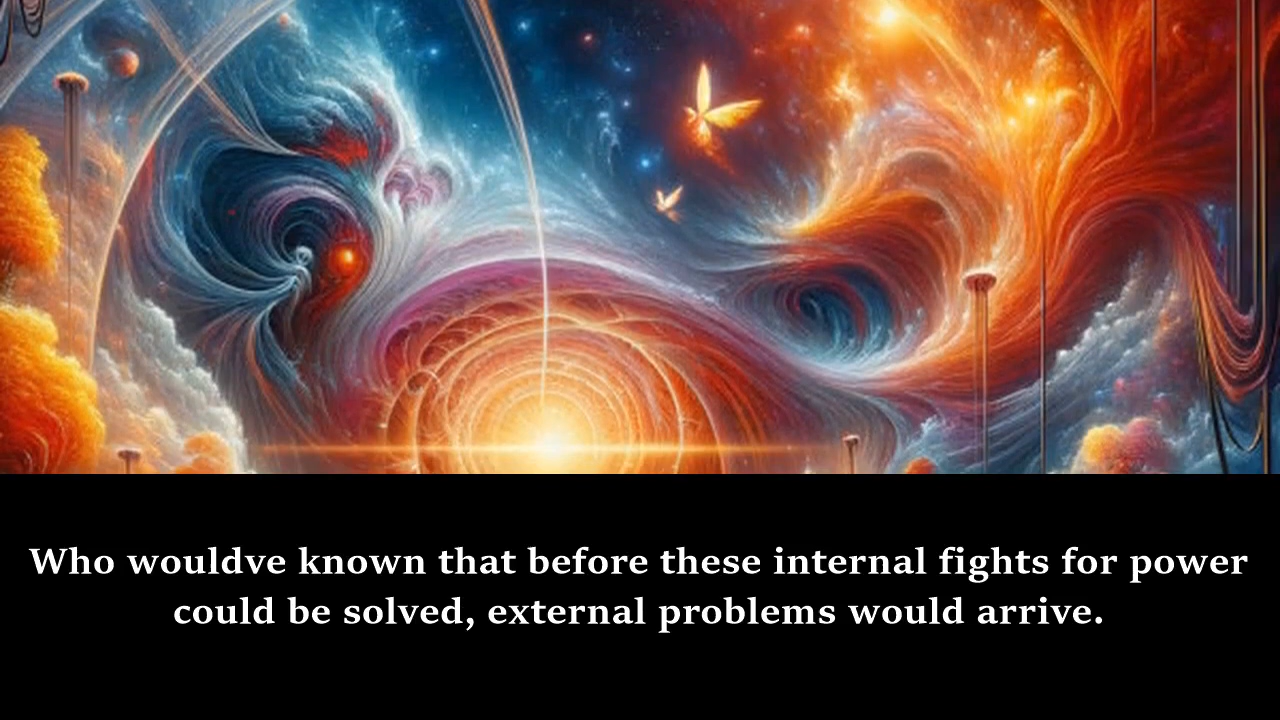 Who wouldve known that before these internal fights for power
could be solved, external problems would arrive.